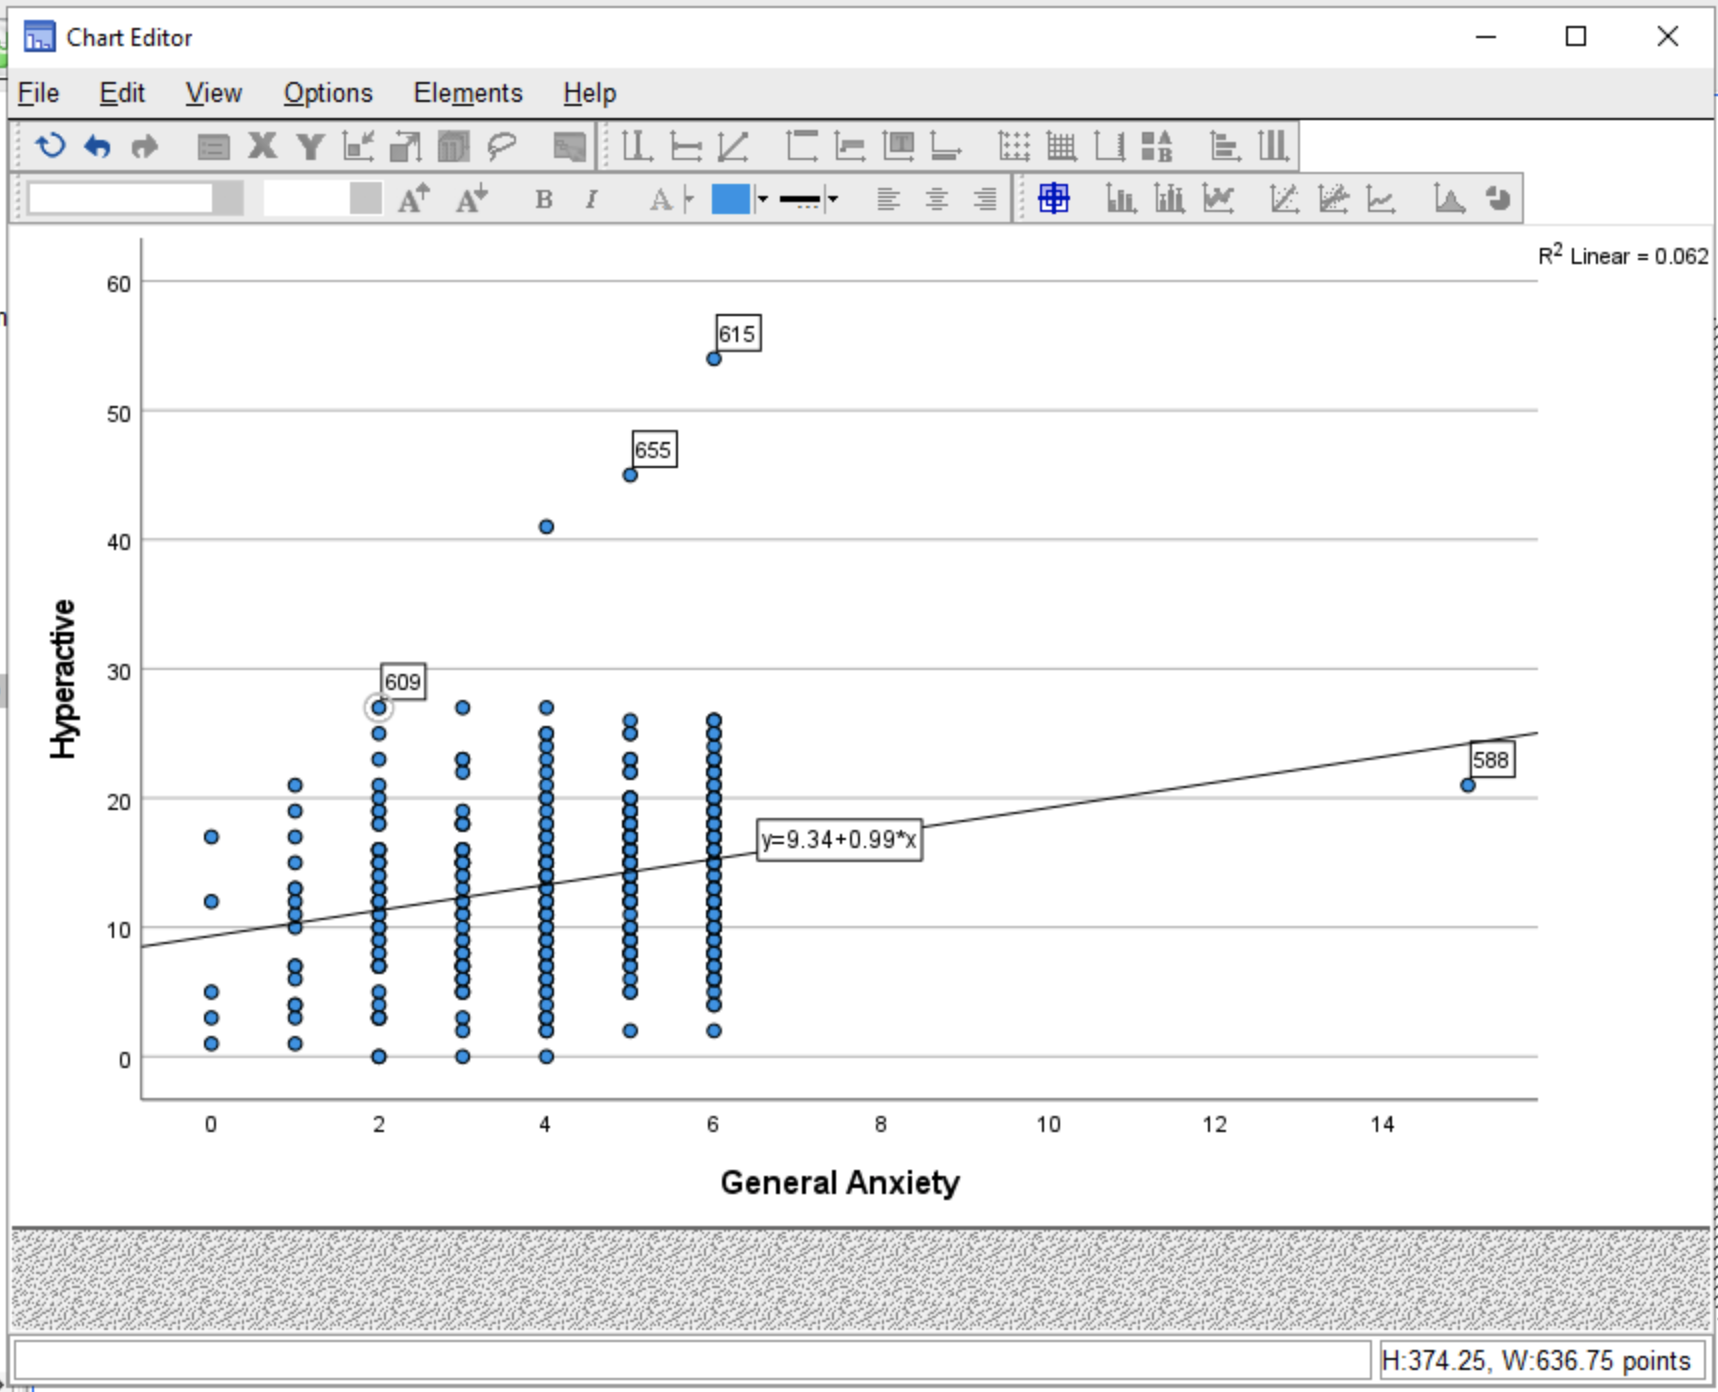 Chart Editor
File Edit View Options Elements Help
X Y A B
A A B I A
R2 Linear = 0.062
60
615
50
655
40
Hyperactive
30
609
588
20
y=9.34+0.99*x
10
0
0 2 4 6 8 10 12 14
General Anxiety
H:374.25, W:636.75 points